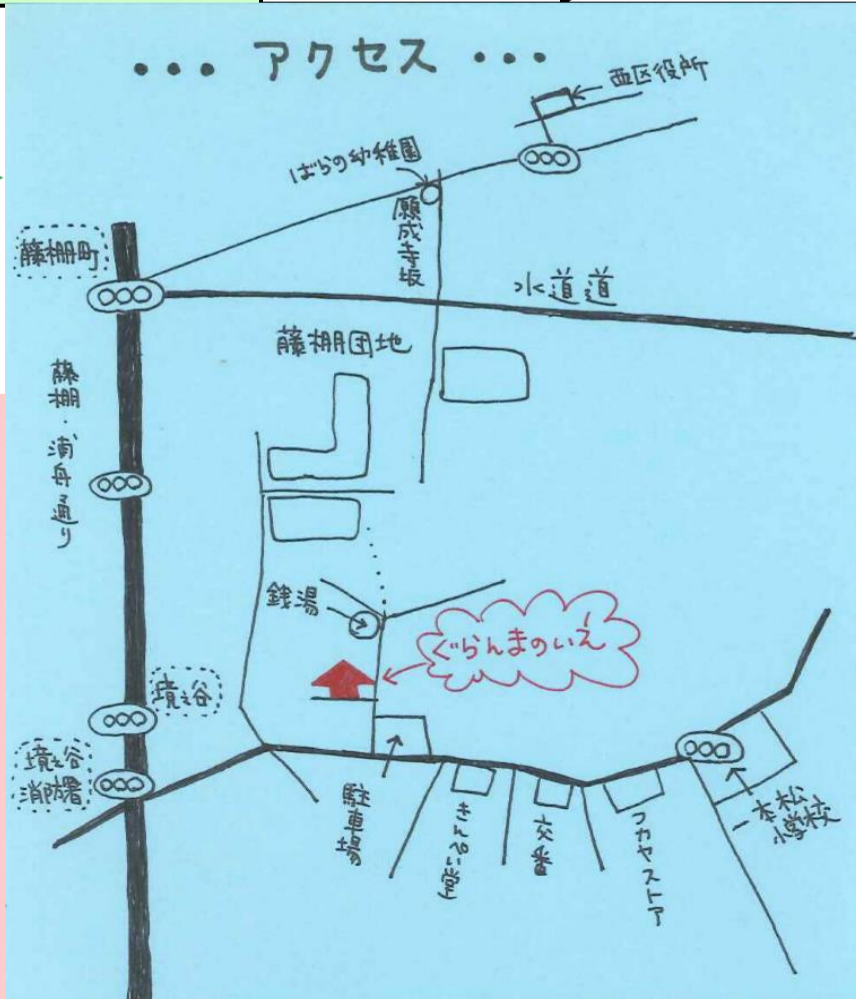 ••• アクセス •••
西区役所
ばらの幼稚園
願成寺坂
藤棚町
水道道
藤棚団地
藤棚・浦舟通り
銭湯
ぐらんまのいえ
境之谷
境之谷
消防署
駐車場
きんぺい堂
交番
フカヤストア
一本松
小学校